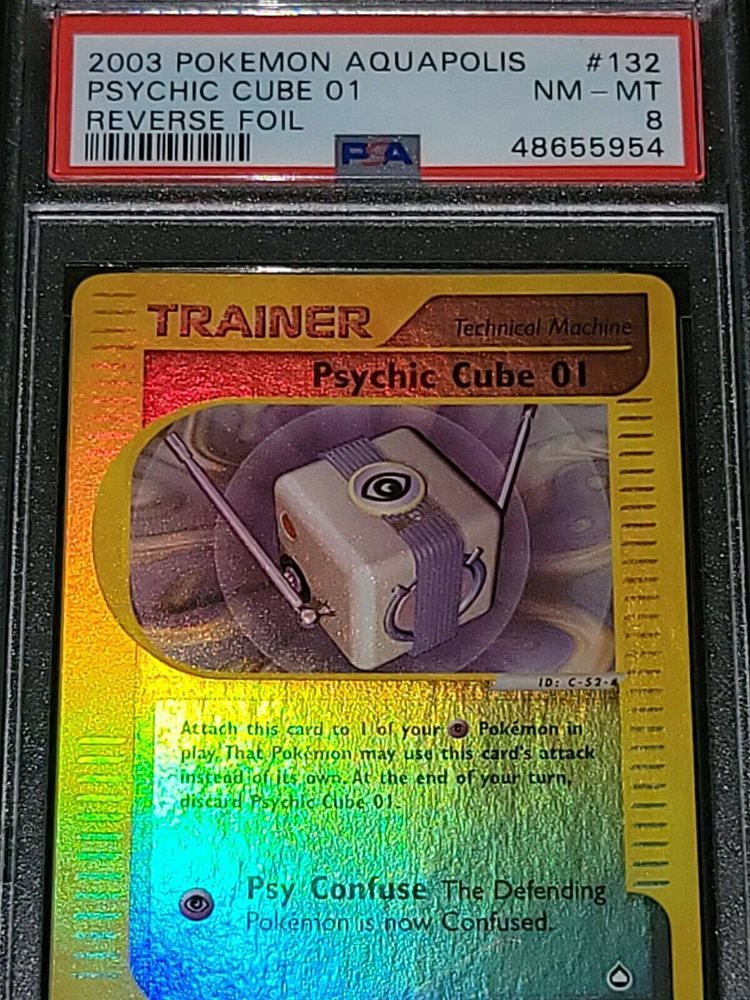 2003 POKEMON AQUAPOLIS #132
PSYCHIC CUBE 01 NM - MT
REVERSE FOIL 8
PSA 48655954
TRAINER Technical Machine
Psychic Cube 01
ID: C-S2-4
Attach this card to 1 of your Pokémon in
play. That Pokémon may use this card's attack
instead of its own. At the end of your turn,
discard Psychic Cube 01.
Psy Confuse The Defending
Pokémon is now Confused.